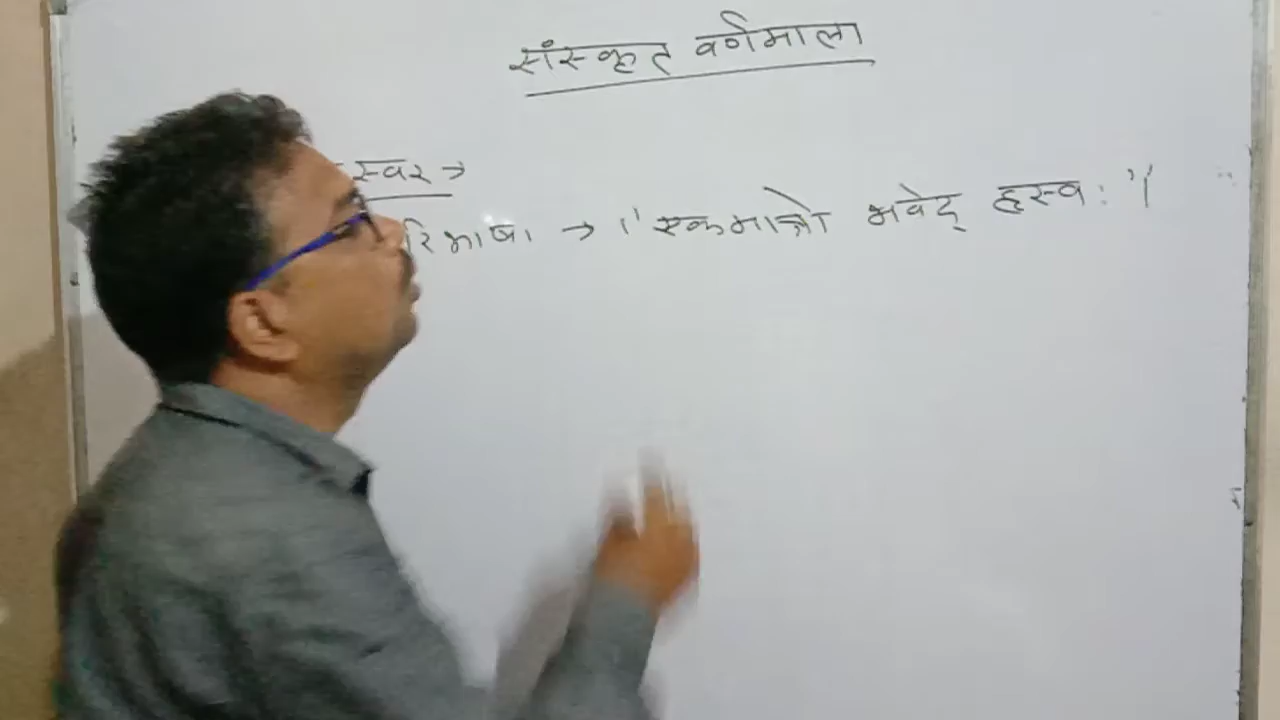 संस्कृत वर्णमाला
स्वर →
रिभाषा → "एकमात्रो भवेद् ह्रस्वः"।